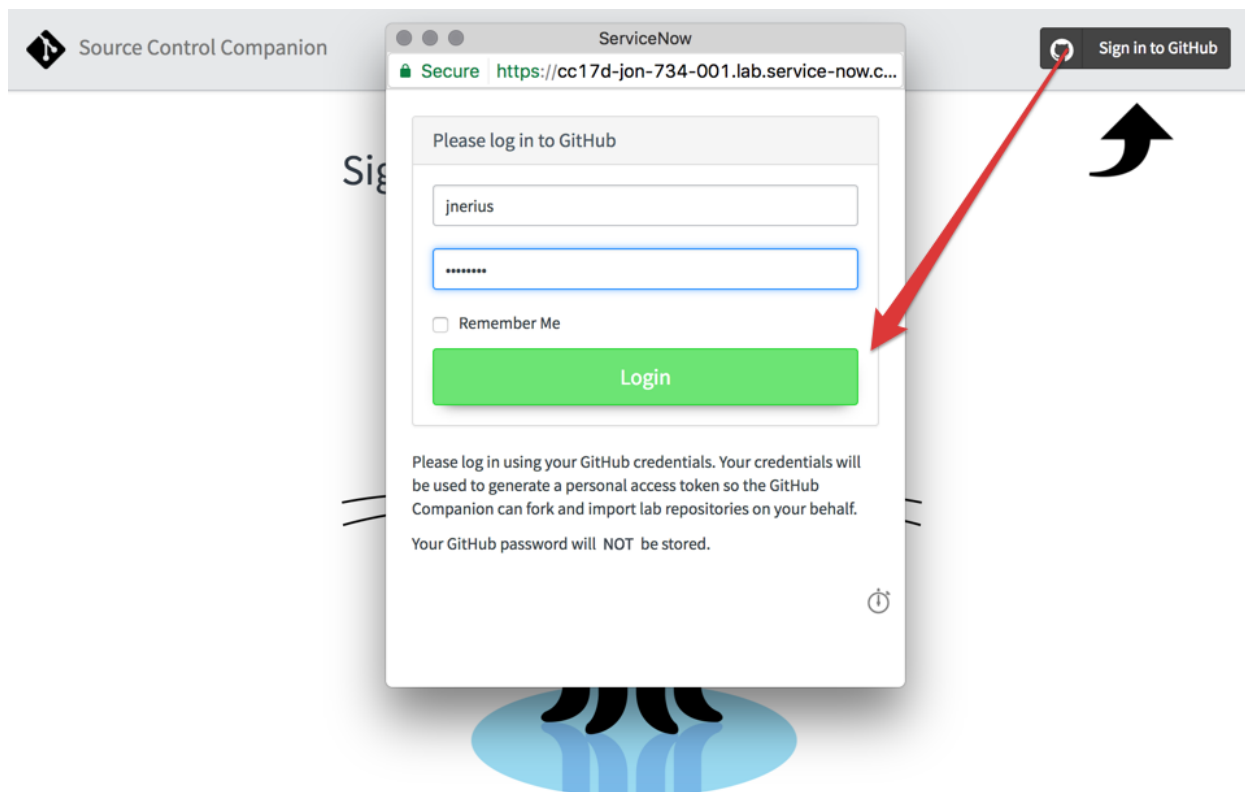 Source Control Companion
ServiceNow
Sign in to GitHub
Secure https://cc17d-jon-734-001.lab.service-now.c...
Please log in to GitHub
Sig
jnerius
••••••••
Remember Me
Login
Please log in using your GitHub credentials. Your credentials will
be used to generate a personal access token so the GitHub
Companion can fork and import lab repositories on your behalf.
Your GitHub password will NOT be stored.